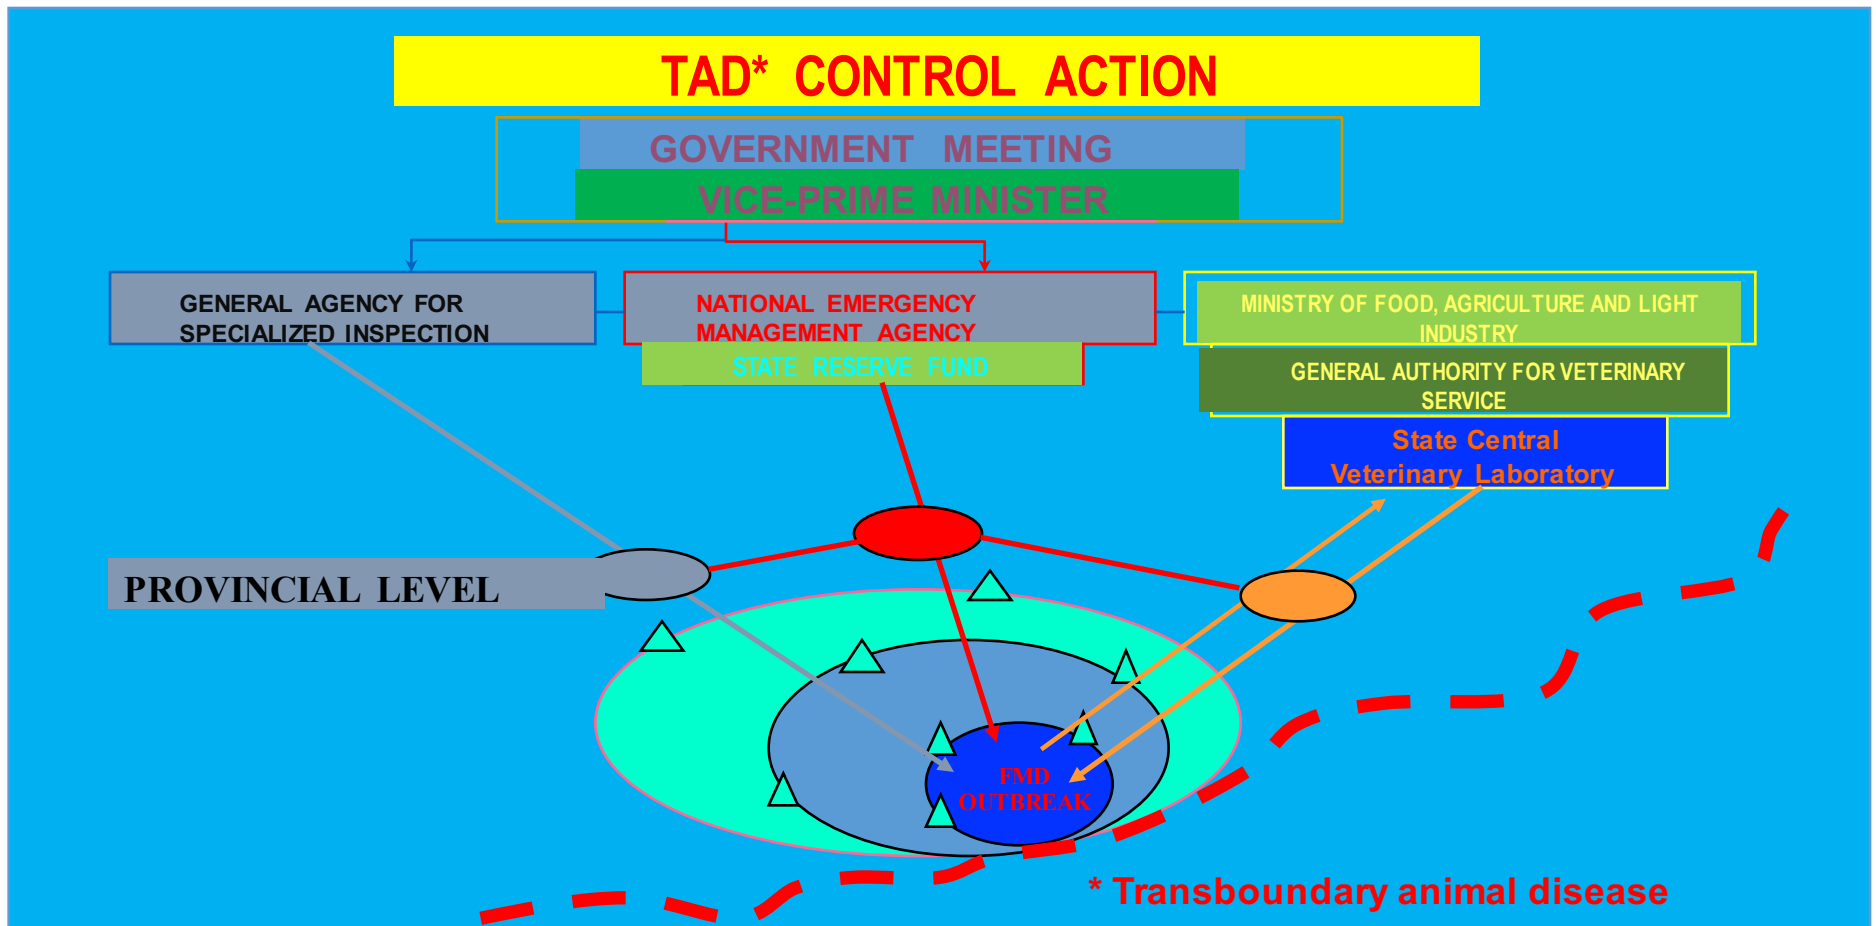 TAD* CONTROL ACTION
GOVERNMENT MEETING
VICE-PRIME MINISTER
GENERAL AGENCY FOR
SPECIALIZED INSPECTION
NATIONAL EMERGENCY
MANAGEMENT AGENCY
STATE RESERVE FUND
MINISTRY OF FOOD, AGRICULTURE AND LIGHT
INDUSTRY
GENERAL AUTHORITY FOR VETERINARY
SERVICE
State Central
Veterinary Laboratory
PROVINCIAL LEVEL
FMD
OUTBREAK
* Transboundary animal disease